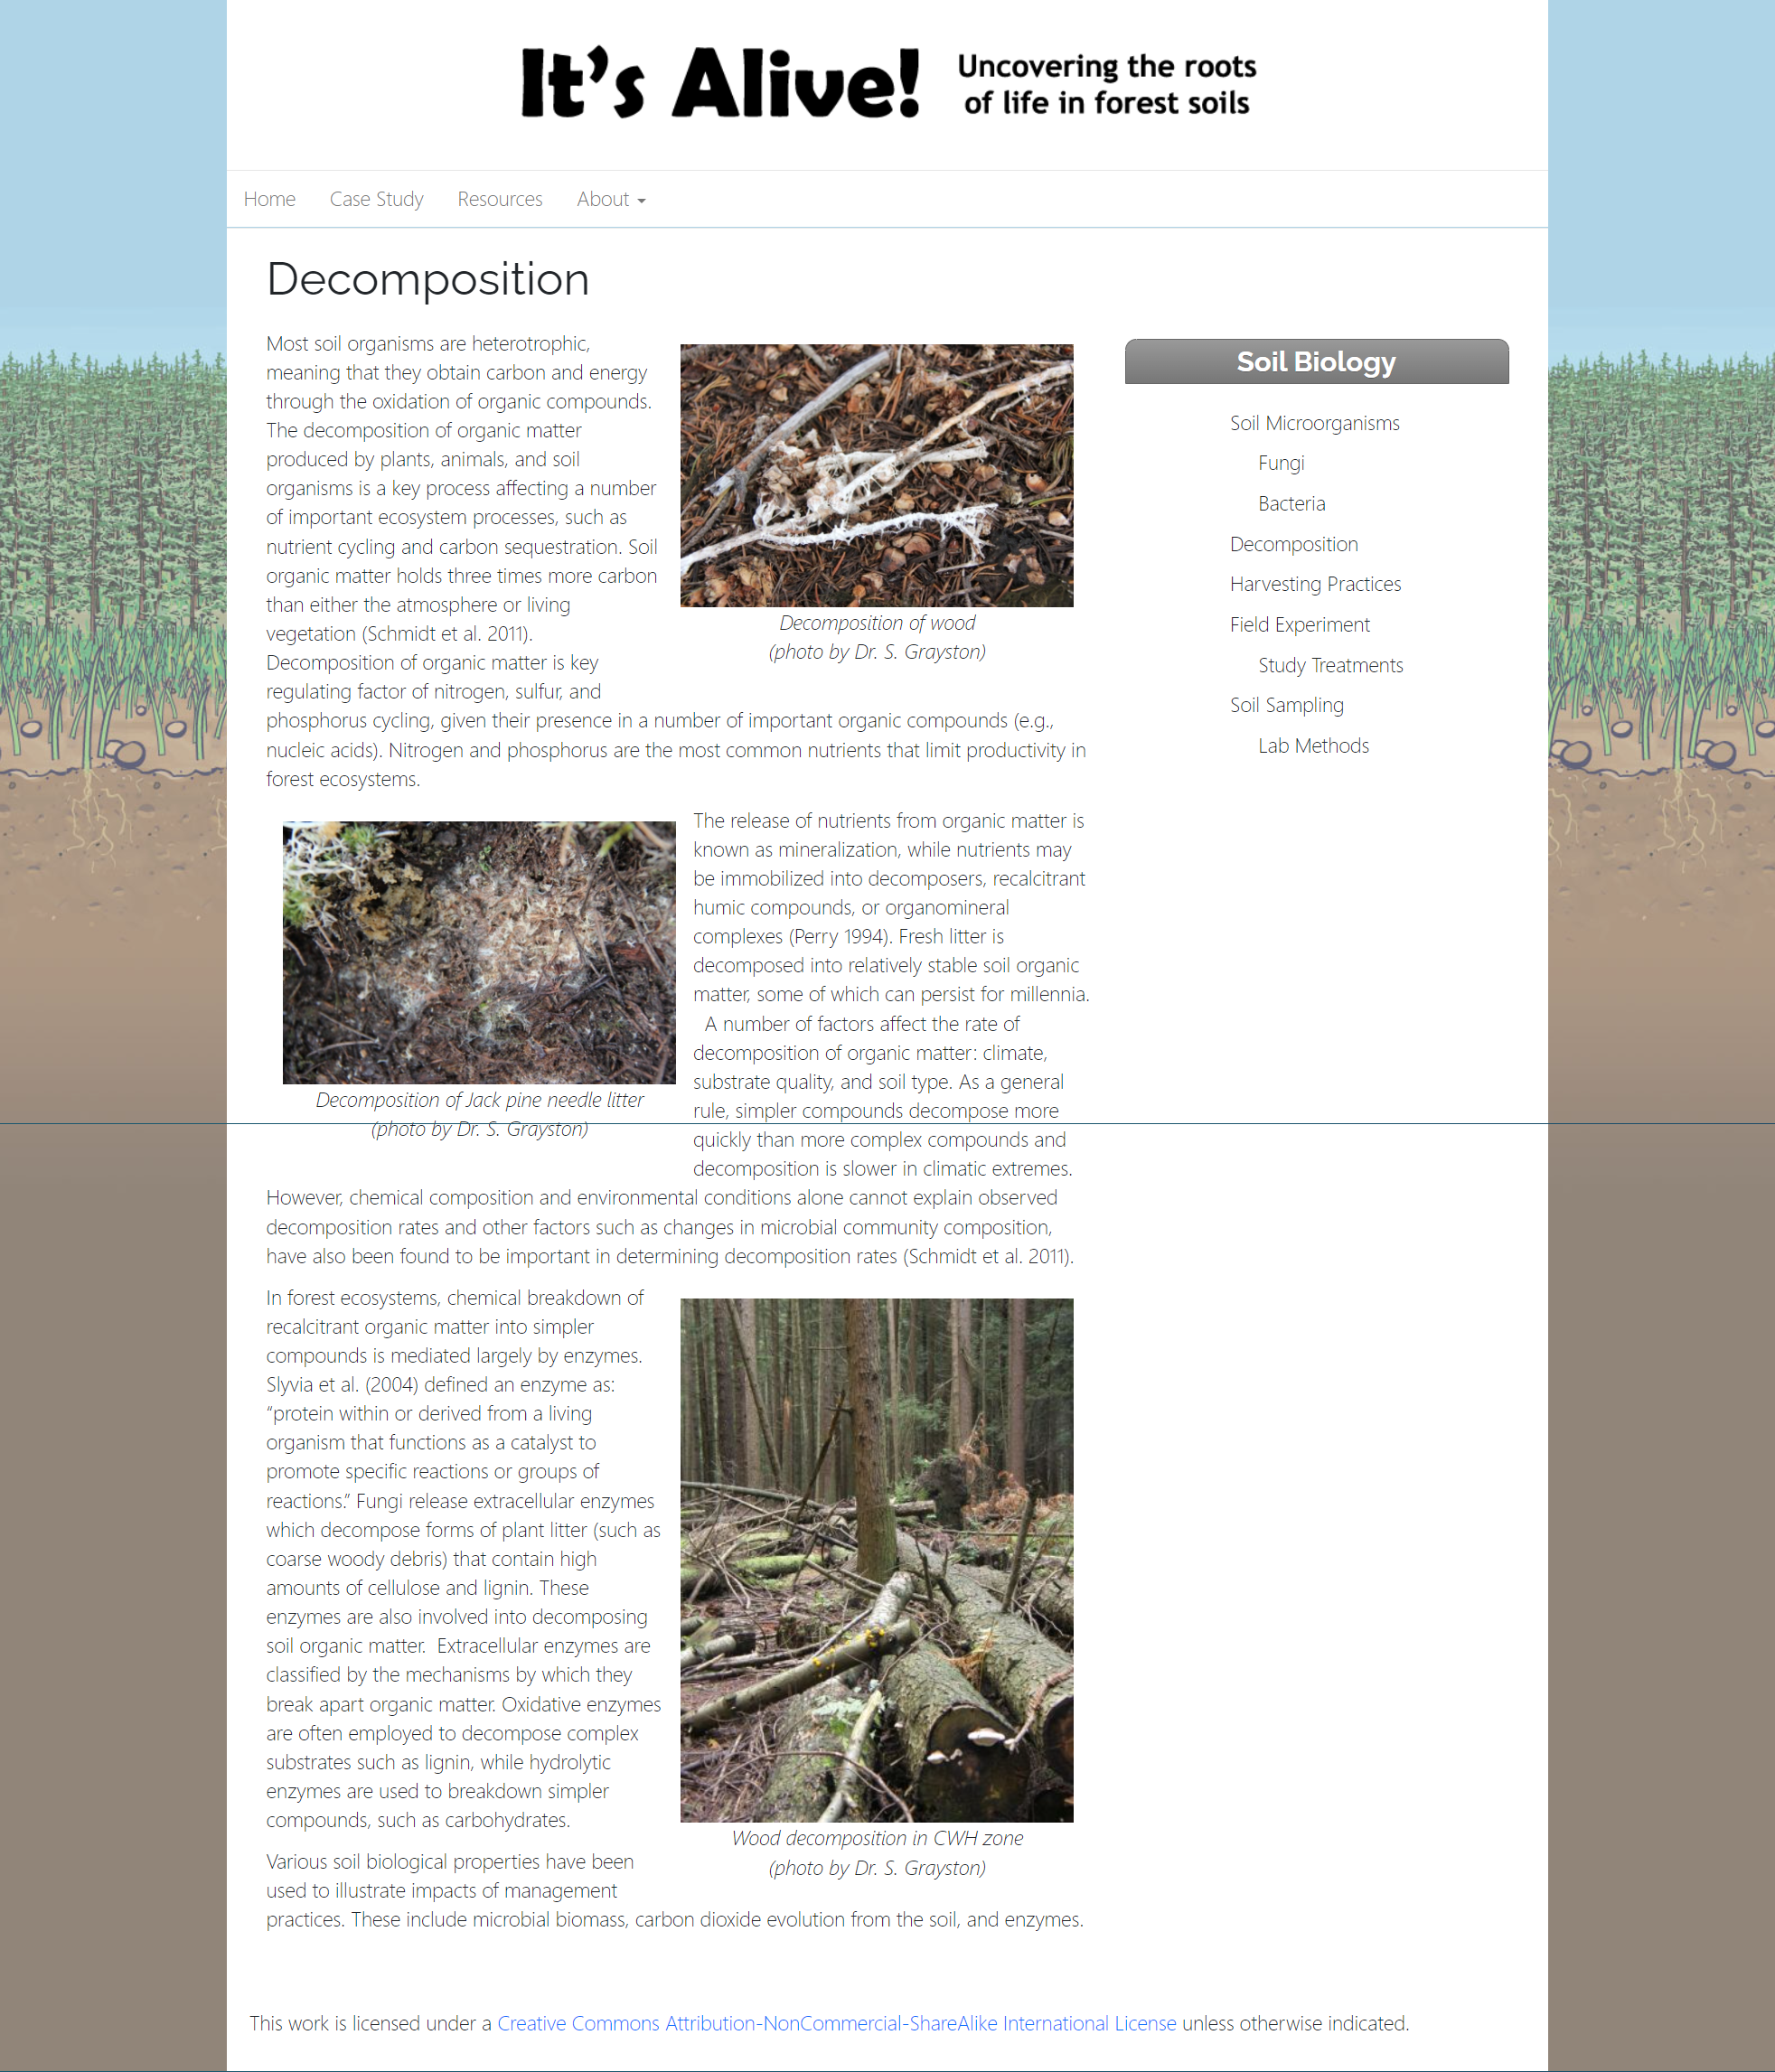 It's Alive!
Uncovering the roots
of life in forest soils
Home
Case Study
Resources
About
Decomposition
Most soil organisms are heterotrophic,
meaning that they obtain carbon and energy
through the oxidation of organic compounds.
The decomposition of organic matter
produced by plants, animals, and soil
organisms is a key process affecting a number
of important ecosystem processes, such as
nutrient cycling and carbon sequestration. Soil
organic matter holds three times more carbon
than either the atmosphere or living
vegetation (Schmidt et al. 2011).
Decomposition of organic matter is key
regulating factor of nitrogen, sulfur, and
phosphorus cycling, given their presence in a number of important organic compounds (e.g.,
nucleic acids). Nitrogen and phosphorus are the most common nutrients that limit productivity in
forest ecosystems.
Decomposition of wood
(photo by Dr. S. Grayston)
The release of nutrients from organic matter is
known as mineralization, while nutrients may
be immobilized into decomposers, recalcitrant
humic compounds, or organomineral
complexes (Perry 1994). Fresh litter is
decomposed into relatively stable soil organic
matter, some of which can persist for millennia.
A number of factors affect the rate of
decomposition of organic matter: climate,
substrate quality, and soil type. As a general
rule, simpler compounds decompose more
quickly than more complex compounds and
decomposition is slower in climatic extremes.
However, chemical composition and environmental conditions alone cannot explain observed
decomposition rates and other factors such as changes in microbial community composition,
have also been found to be important in determining decomposition rates (Schmidt et al. 2011).
Decomposition of Jack pine needle litter
(photo by Dr. S. Grayston)
In forest ecosystems, chemical breakdown of
recalcitrant organic matter into simpler
compounds is mediated largely by enzymes.
Slyvia et al. (2004) defined an enzyme as:
“protein within or derived from a living
organism that functions as a catalyst to
promote specific reactions or groups of
reactions.” Fungi release extracellular enzymes
which decompose forms of plant litter (such as
coarse woody debris) that contain high
amounts of cellulose and lignin. These
enzymes are also involved into decomposing
soil organic matter.  Extracellular enzymes are
classified by the mechanisms by which they
break apart organic matter. Oxidative enzymes
are often employed to decompose complex
substrates such as lignin, while hydrolytic
enzymes are used to breakdown simpler
compounds, such as carbohydrates.
Wood decomposition in CWH zone
(photo by Dr. S. Grayston)
Various soil biological properties have been
used to illustrate impacts of management
practices. These include microbial biomass, carbon dioxide evolution from the soil, and enzymes.
Soil Biology
Soil Microorganisms
Fungi
Bacteria
Decomposition
Harvesting Practices
Field Experiment
Study Treatments
Soil Sampling
Lab Methods
This work is licensed under a Creative Commons Attribution-NonCommercial-ShareAlike International License unless otherwise indicated.